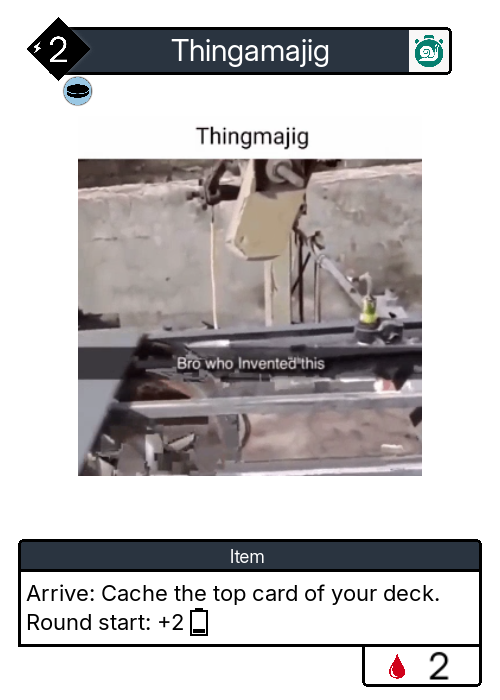 2
Thingamajig
Thingmajig
Bro who Invented this
Item
Arrive: Cache the top card of your deck.
Round start: +2
2